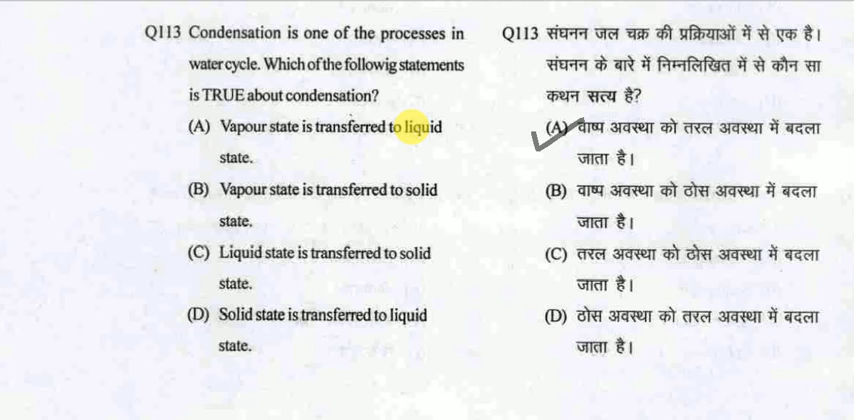 Q113 Condensation is one of the processes in
water cycle. Which of the followig statements
is TRUE about condensation?
(A) Vapour state is transferred to liquid
state.
(B) Vapour state is transferred to solid
state.
(C) Liquid state is transferred to solid
state.
(D) Solid state is transferred to liquid
state.
Q113 संघनन जल चक्र की प्रक्रियाओं में से एक है।
संघनन के बारे में निम्नलिखित में से कौन सा
कथन सत्य है?
(A) वाष्प अवस्था को तरल अवस्था में बदला
जाता है।
(B) वाष्प अवस्था को ठोस अवस्था में बदला
जाता है।
(C) तरल अवस्था को ठोस अवस्था में बदला
जाता है।
(D) ठोस अवस्था को तरल अवस्था में बदला
जाता है।